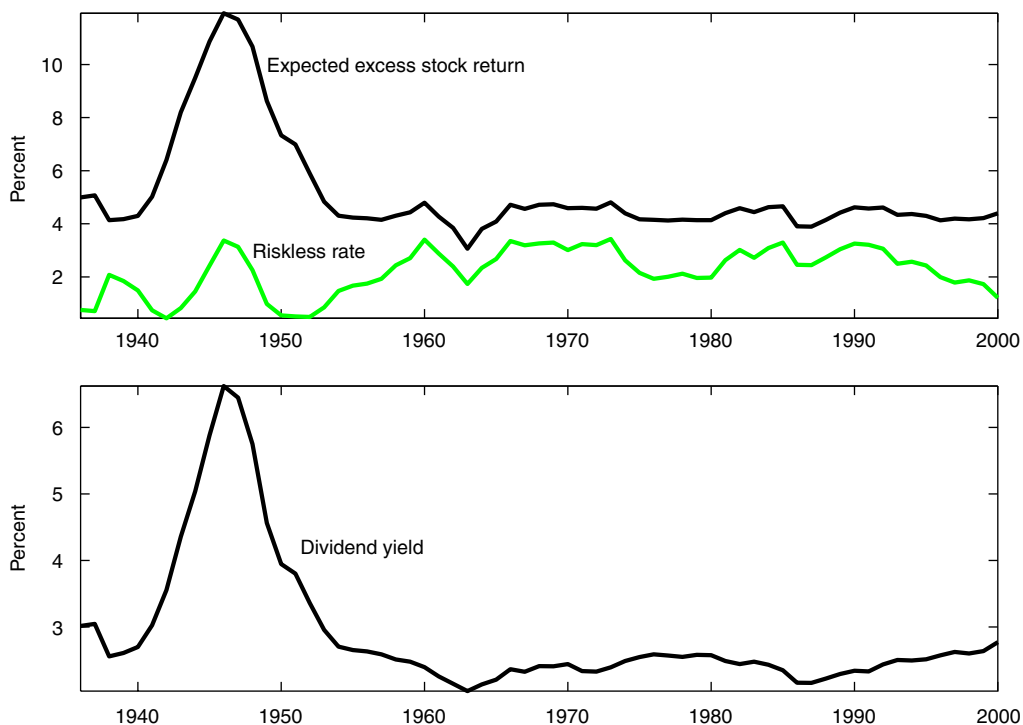 Percent
10
8
6
4
2
Expected excess stock return
Riskless rate
1940 1950 1960 1970 1980 1990 2000
Percent
6
5
4
3
Dividend yield
1940 1950 1960 1970 1980 1990 2000